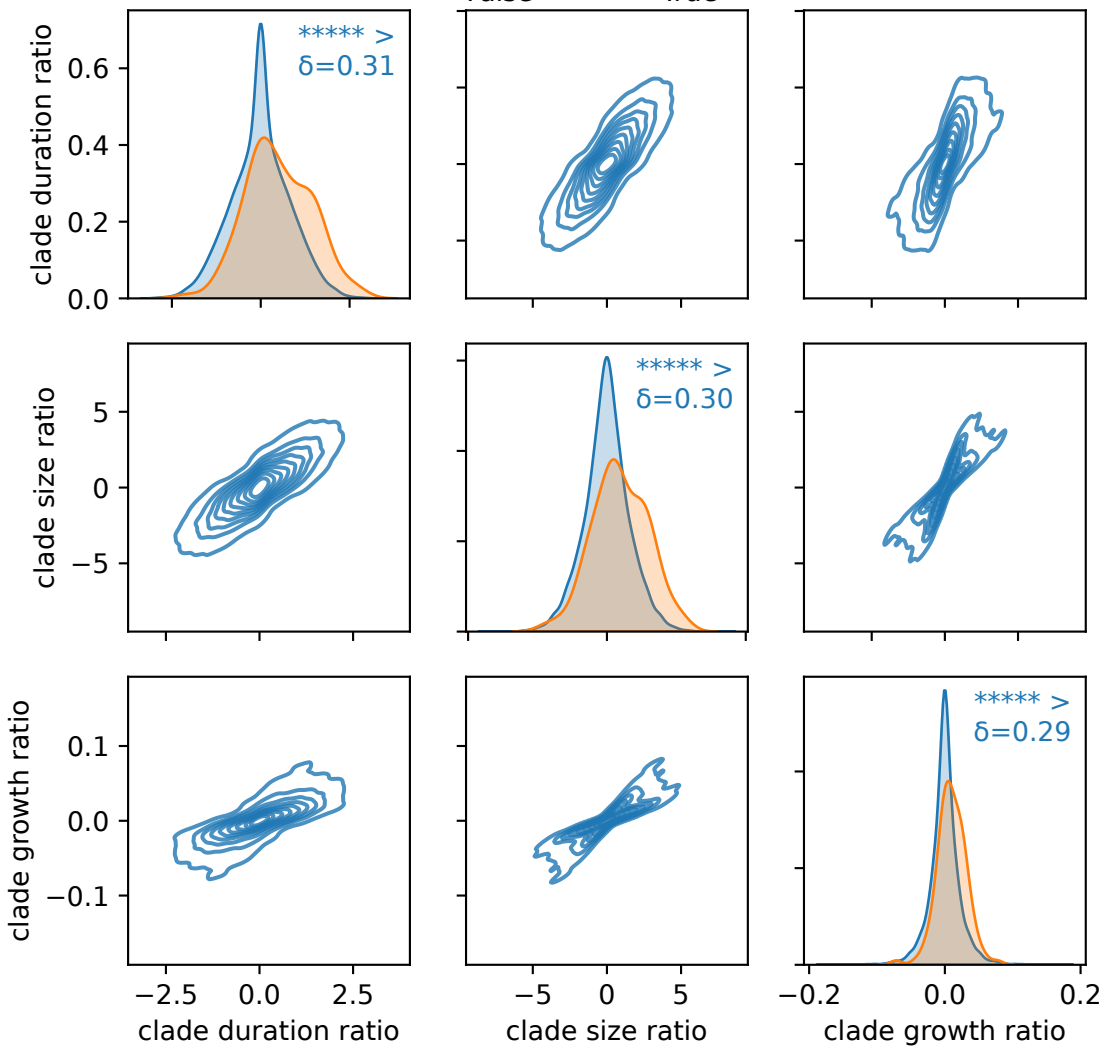 ***** >
δ=0.31
clade duration ratio
0.6
0.4
0.2
0.0
***** >
δ=0.30
clade size ratio
5
0
−5
***** >
δ=0.29
clade growth ratio
0.1
0.0
−0.1
−2.5 0.0 2.5 −5 0 5 −0.2 0.0 0.2
clade duration ratio clade size ratio clade growth ratio